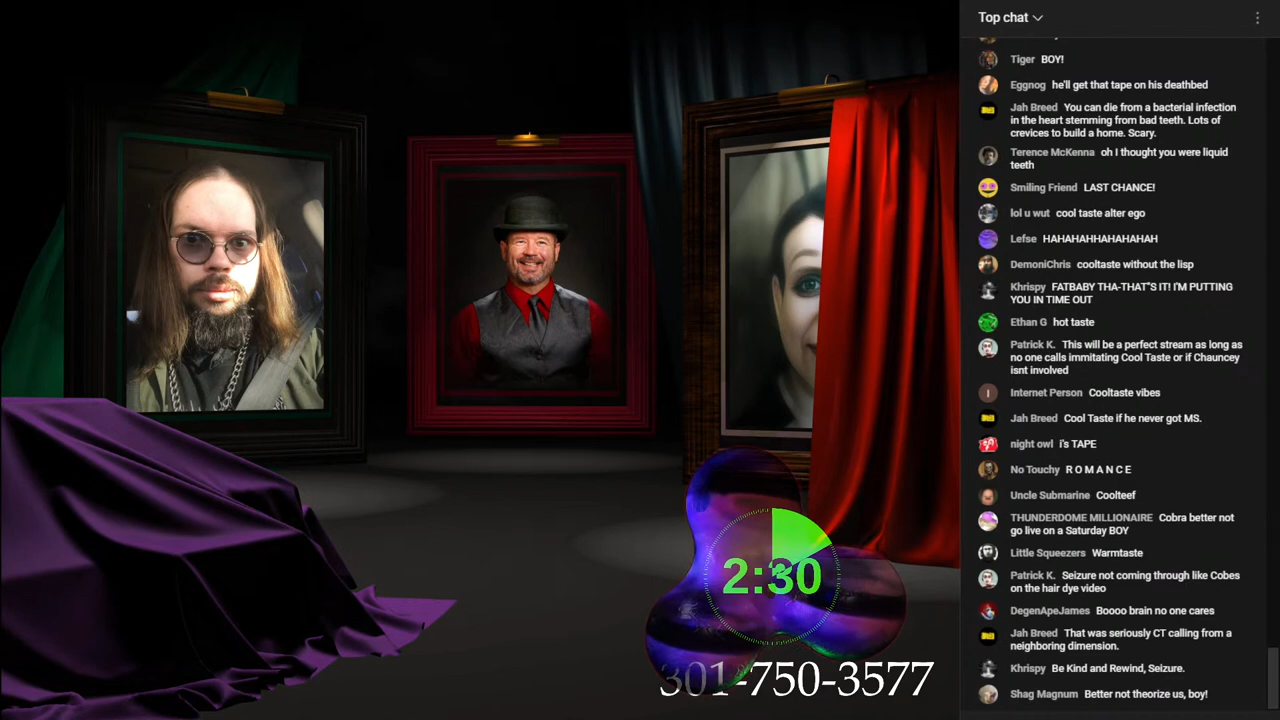 Top chat
Tiger BOY!
Eggnog he'll get that tape on his deathbed
Jah Breed You can die from a bacterial infection
in the heart stemming from bad teeth. Lots of
crevices to build a home. Scary.
Terence McKenna oh I thought you were liquid
teeth
Smiling Friend LAST CHANCE!
lol u wut cool taste alter ego
Lefse HAHAHAHHAHAHAHAH
DemoniChris cooltaste without the lisp
Khrispy FATBABY THA-THAT"S IT! I'M PUTTING
YOU IN TIME OUT
Ethan G hot taste
Patrick K. This will be a perfect stream as long as
no one calls immitating Cool Taste or if Chauncey
isnt involved
Internet Person Cooltaste vibes
Jah Breed Cool Taste if he never got MS.
night owl i's TAPE
No Touchy R O M A N C E
Uncle Submarine Coolteef
THUNDERDOME MILLIONAIRE Cobra better not
go live on a Saturday BOY
Little Squeezers Warmtaste
Patrick K. Seizure not coming through like Cobes
on the hair dye video
DegenApeJames Boooo brain no one cares
Jah Breed That was seriously CT calling from a
neighboring dimension.
Khrispy Be Kind and Rewind, Seizure.
Shag Magnum Better not theorize us, boy!
2:30
301-750-3577